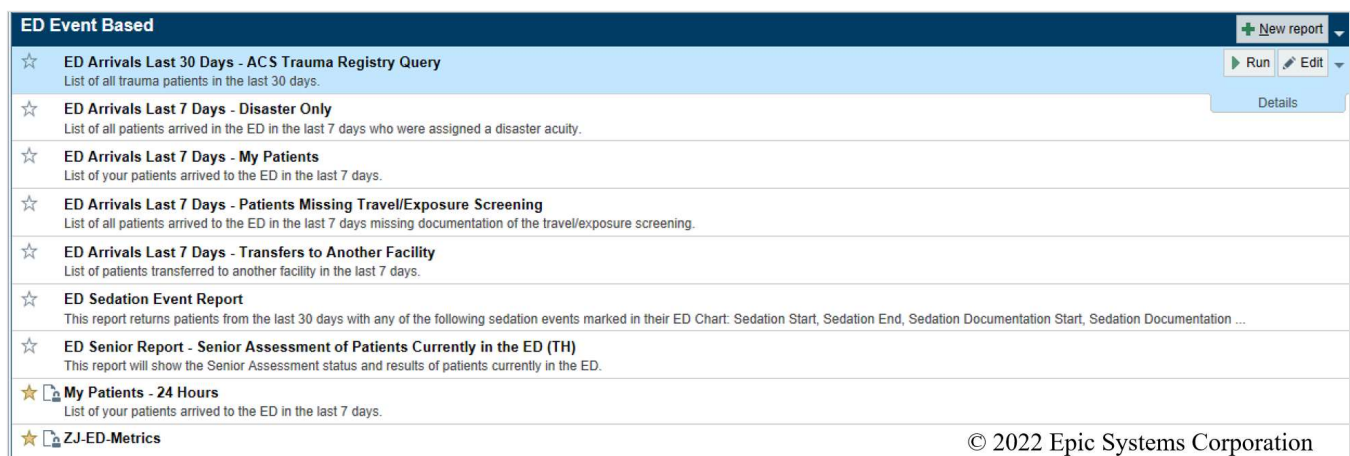 ED Event Based
New report
ED Arrivals Last 30 Days - ACS Trauma Registry Query
Run Edit
List of all trauma patients in the last 30 days.
Details
ED Arrivals Last 7 Days - Disaster Only
List of all patients arrived in the ED in the last 7 days who were assigned a disaster acuity.
ED Arrivals Last 7 Days - My Patients
List of your patients arrived to the ED in the last 7 days.
ED Arrivals Last 7 Days - Patients Missing Travel/Exposure Screening
List of all patients arrived to the ED in the last 7 days missing documentation of the travel/exposure screening.
ED Arrivals Last 7 Days - Transfers to Another Facility
List of patients transferred to another facility in the last 7 days.
ED Sedation Event Report
This report returns patients from the last 30 days with any of the following sedation events marked in their ED Chart: Sedation Start, Sedation End, Sedation Documentation Start, Sedation Documentation ...
ED Senior Report - Senior Assessment of Patients Currently in the ED (TH)
This report will show the Senior Assessment status and results of patients currently in the ED.
My Patients - 24 Hours
List of your patients arrived to the ED in the last 7 days.
ZJ-ED-Metrics
© 2022 Epic Systems Corporation